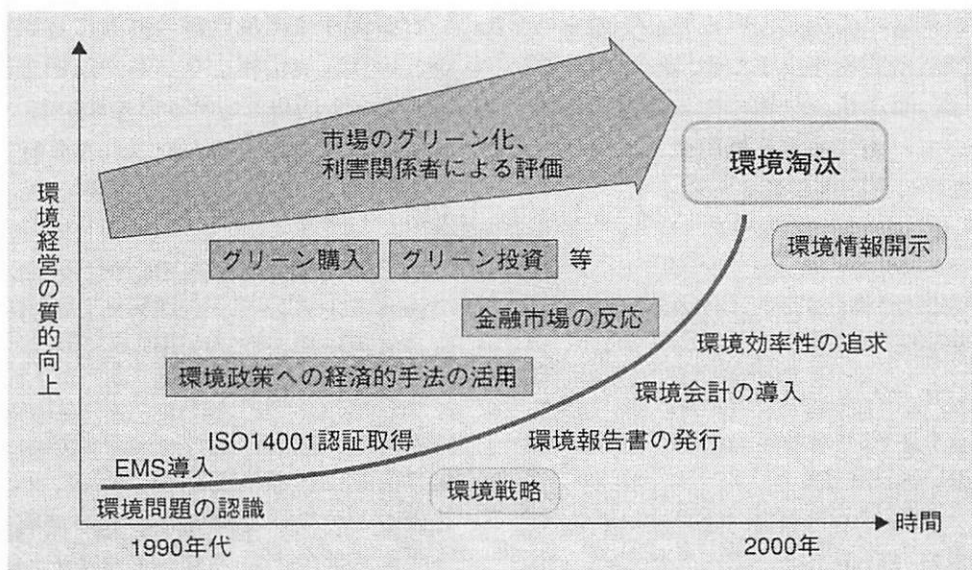 環境経営の質的向上
市場のグリーン化、
利害関係者による評価
環境淘汰
グリーン購入
グリーン投資
等
環境情報開示
金融市場の反応
環境効率性の追求
環境政策への経済的手法の活用
環境会計の導入
ISO14001認証取得
環境報告書の発行
EMS導入
環境戦略
環境問題の認識
時間
1990年代
2000年